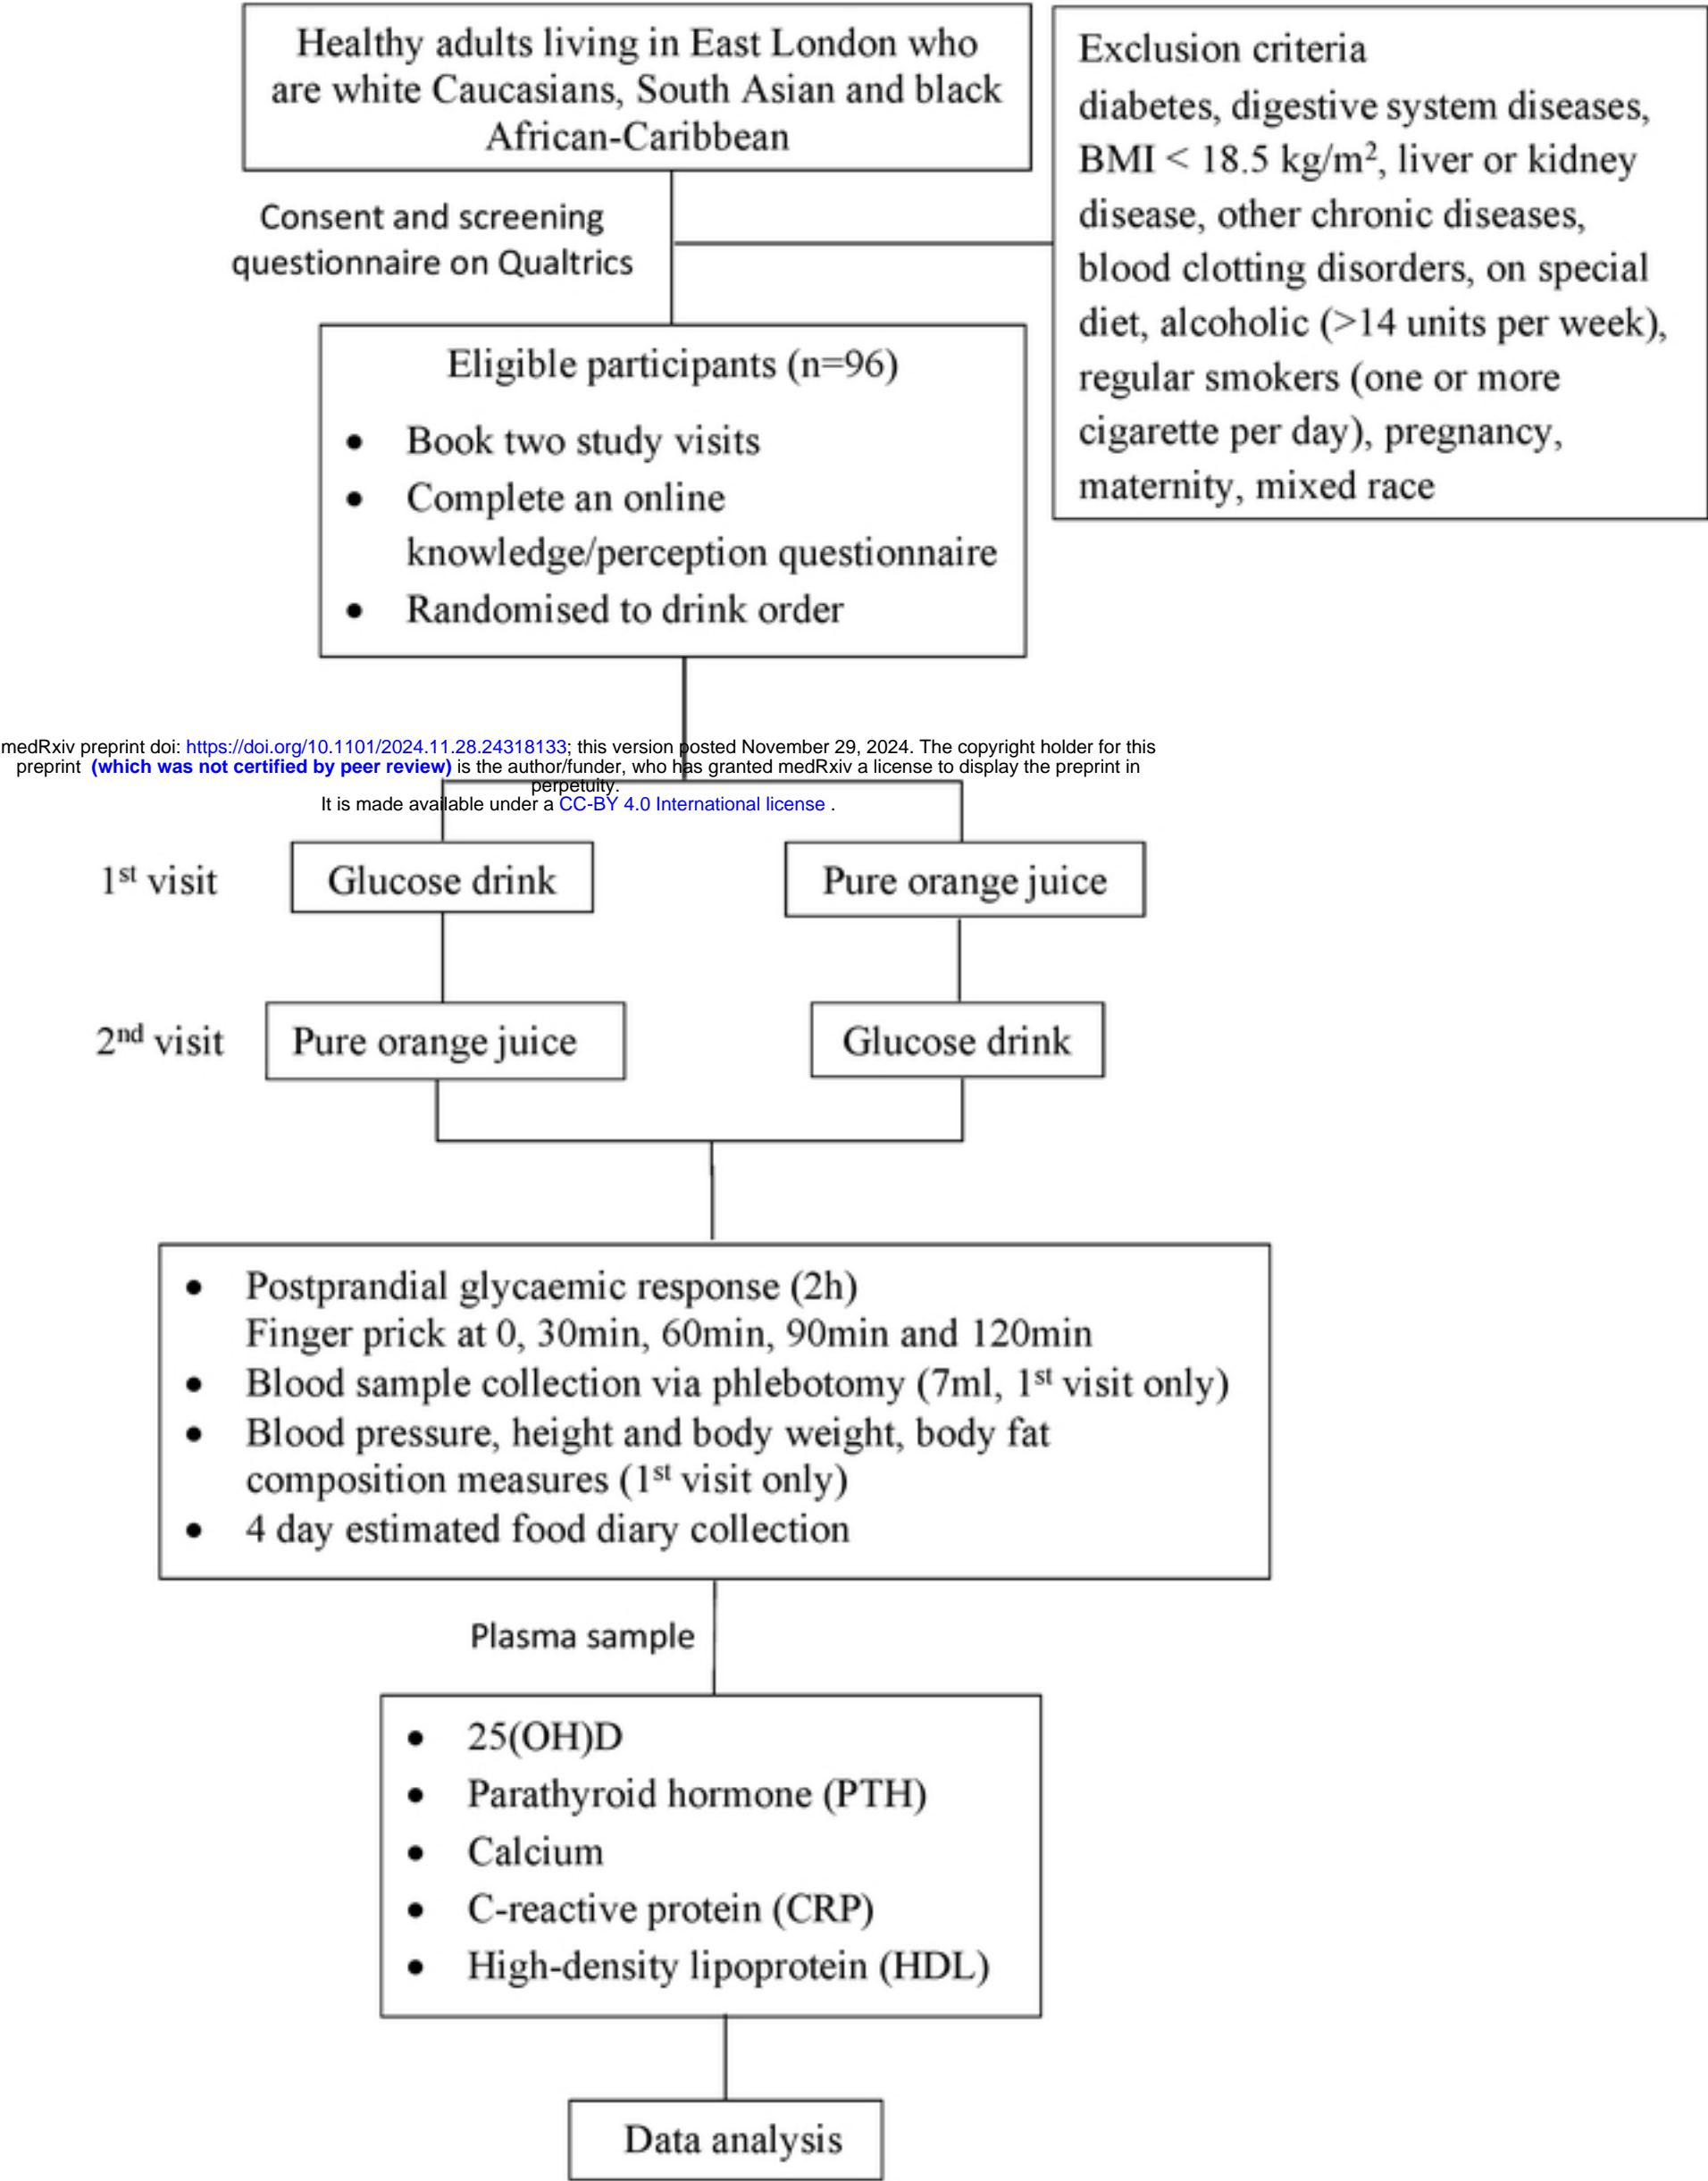 Healthy adults living in East London who
are white Caucasians, South Asian and black
African-Caribbean
Exclusion criteria
diabetes, digestive system diseases,
BMI < 18.5 kg/m², liver or kidney
disease, other chronic diseases,
blood clotting disorders, on special
diet, alcoholic (>14 units per week),
regular smokers (one or more
cigarette per day), pregnancy,
maternity, mixed race
Consent and screening
questionnaire on Qualtrics
Eligible participants (n=96)
• Book two study visits
• Complete an online
knowledge/perception questionnaire
• Randomised to drink order
medRxiv preprint doi: https://doi.org/10.1101/2024.11.28.24318133; this version posted November 29, 2024. The copyright holder for this
preprint (which was not certified by peer review) is the author/funder, who has granted medRxiv a license to display the preprint in
perpetuity.
It is made available under a CC-BY 4.0 International license .
1st visit
Glucose drink
Pure orange juice
2nd visit
Pure orange juice
Glucose drink
• Postprandial glycaemic response (2h)
Finger prick at 0, 30min, 60min, 90min and 120min
• Blood sample collection via phlebotomy (7ml, 1st visit only)
• Blood pressure, height and body weight, body fat
composition measures (1st visit only)
• 4 day estimated food diary collection
Plasma sample
• 25(OH)D
• Parathyroid hormone (PTH)
• Calcium
• C-reactive protein (CRP)
• High-density lipoprotein (HDL)
Data analysis